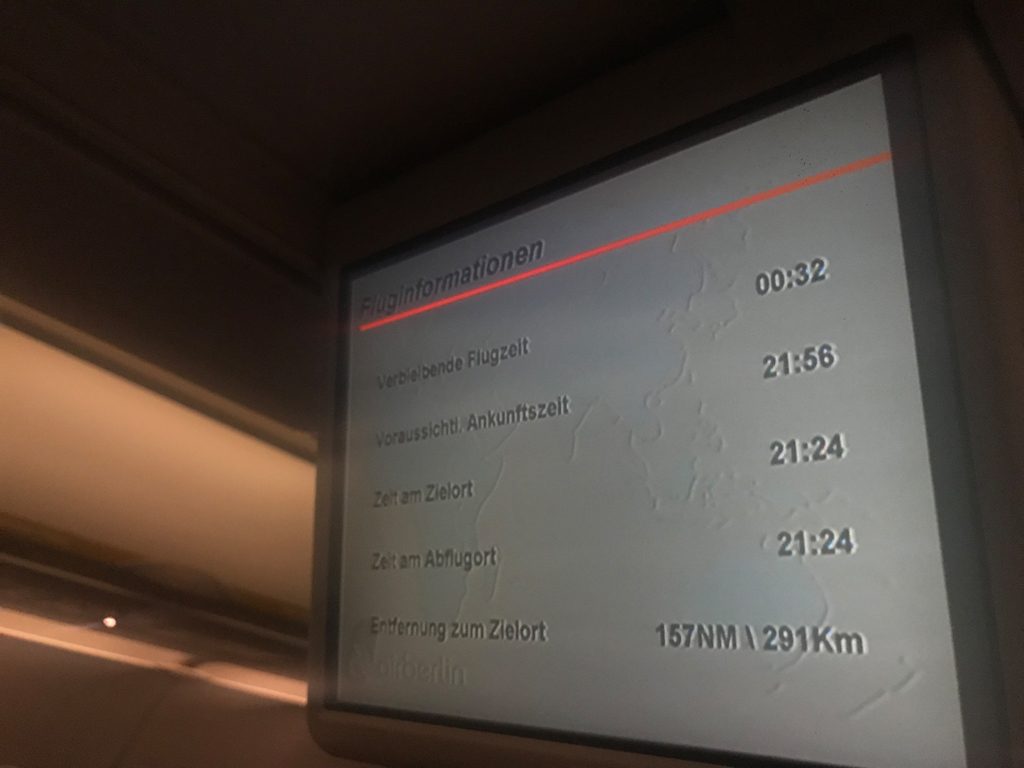 Fluginformationen
Verbleibende Flugzeit 00:32
Voraussichtl. Ankunftszeit 21:56
Zeit am Zielort 21:24
Zeit am Abflugort 21:24
Entfernung zum Zielort 157NM \ 291Km
airberlin